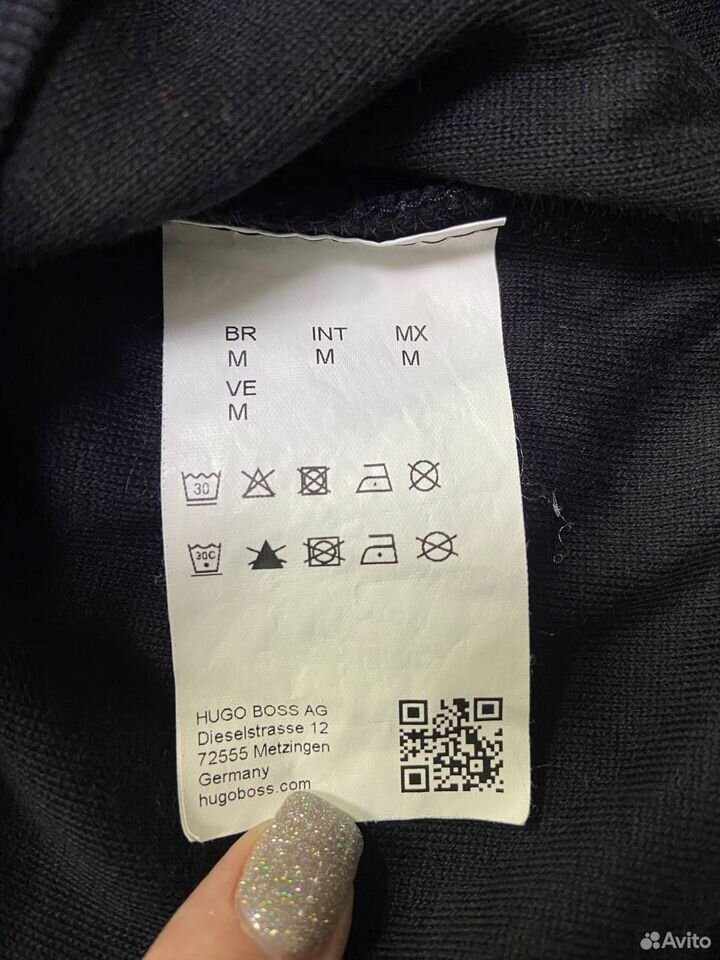 BR INT MX
M M M
VE
M
30
30C
HUGO BOSS AG
Dieselstrasse 12
72555 Metzingen
Germany
hugoboss.com
Avito